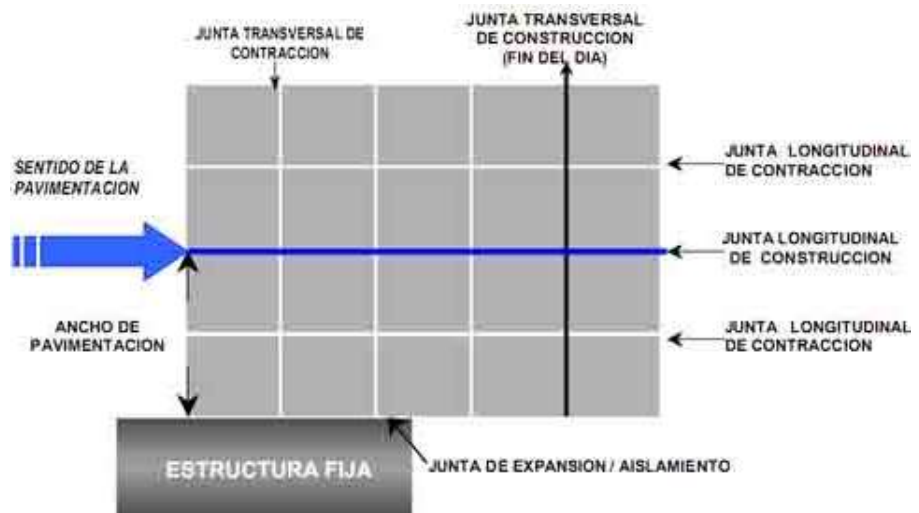 JUNTA TRANSVERSAL DE
CONTRACCION
JUNTA TRANSVERSAL
DE CONSTRUCCION
(FIN DEL DIA)
SENTIDO DE LA
PAVIMENTACION
JUNTA LONGITUDINAL
DE CONTRACCION
JUNTA LONGITUDINAL
DE CONSTRUCCION
ANCHO DE
PAVIMENTACION
JUNTA LONGITUDINAL
DE CONTRACCION
ESTRUCTURA FIJA
JUNTA DE EXPANSION / AISLAMIENTO